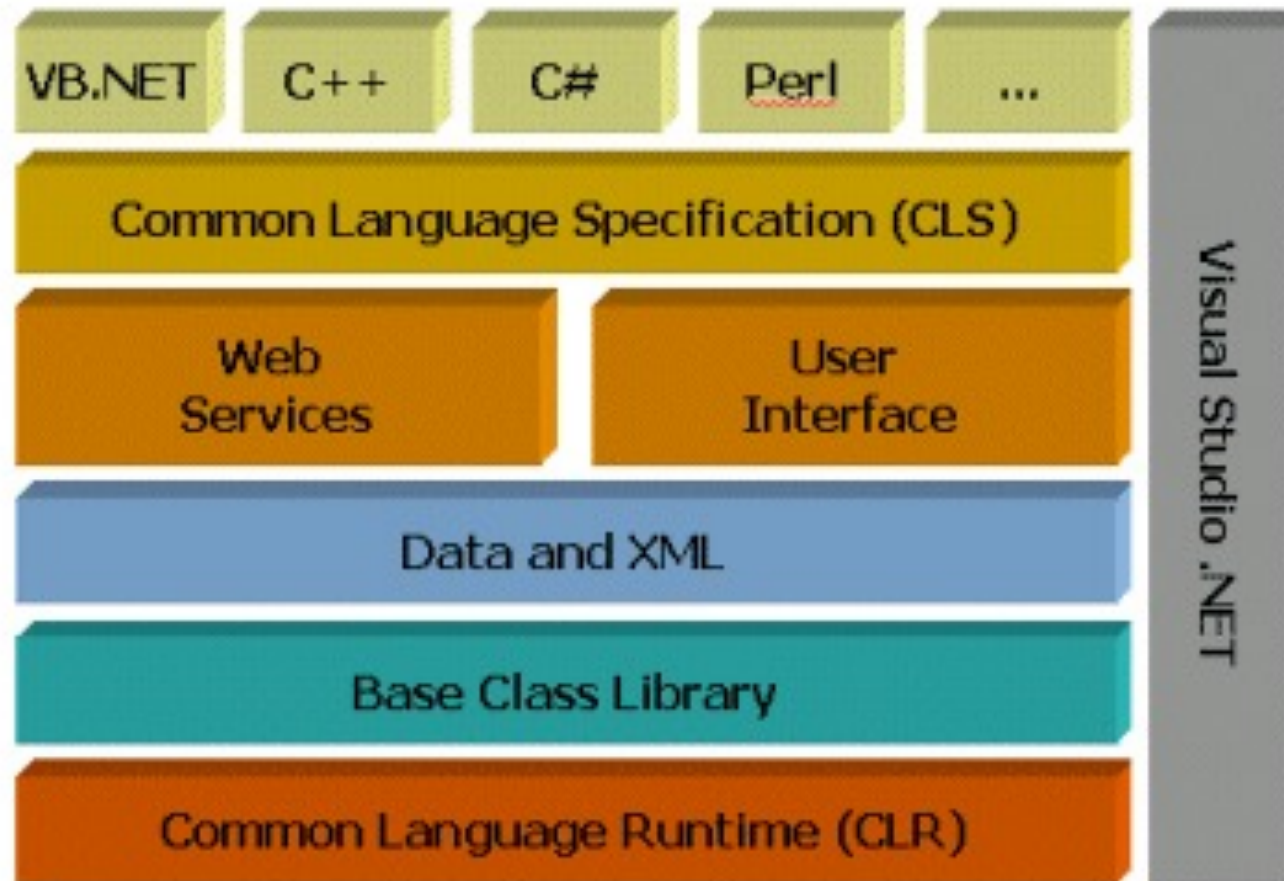 VB.NET
C++
C#
Perl
...
Common Language Specification (CLS)
Web
Services
User
Interface
Data and XML
Base Class Library
Common Language Runtime (CLR)
Visual Studio .NET